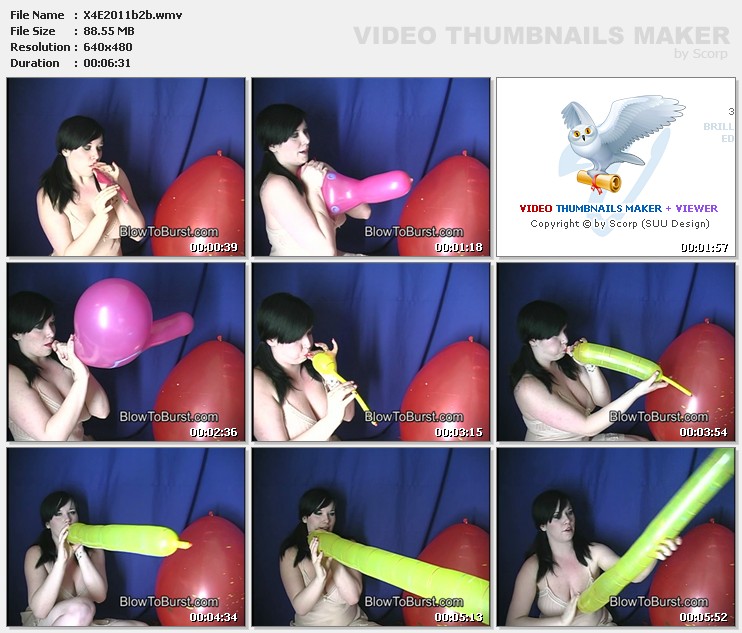 File Name : X4E2011b2b.wmv
File Size : 88.55 MB
Resolution : 640x480
Duration : 00:06:31
VIDEO THUMBNAILS MAKER
by Scorp
BlowToBurst.com
00:00:39
BlowToBurst.com
00:01:18
3
BRILL
ED
VIDEO THUMBNAILS MAKER + VIEWER
Copyright © by Scorp (SUU Design)
00:01:57
BlowToBurst.com
00:02:36
BlowToBurst.com
00:03:15
BlowToBurst.com
00:03:54
BlowToBurst.com
00:04:34
BlowToBurst.com
00:05:13
BlowToBurst.com
00:05:52